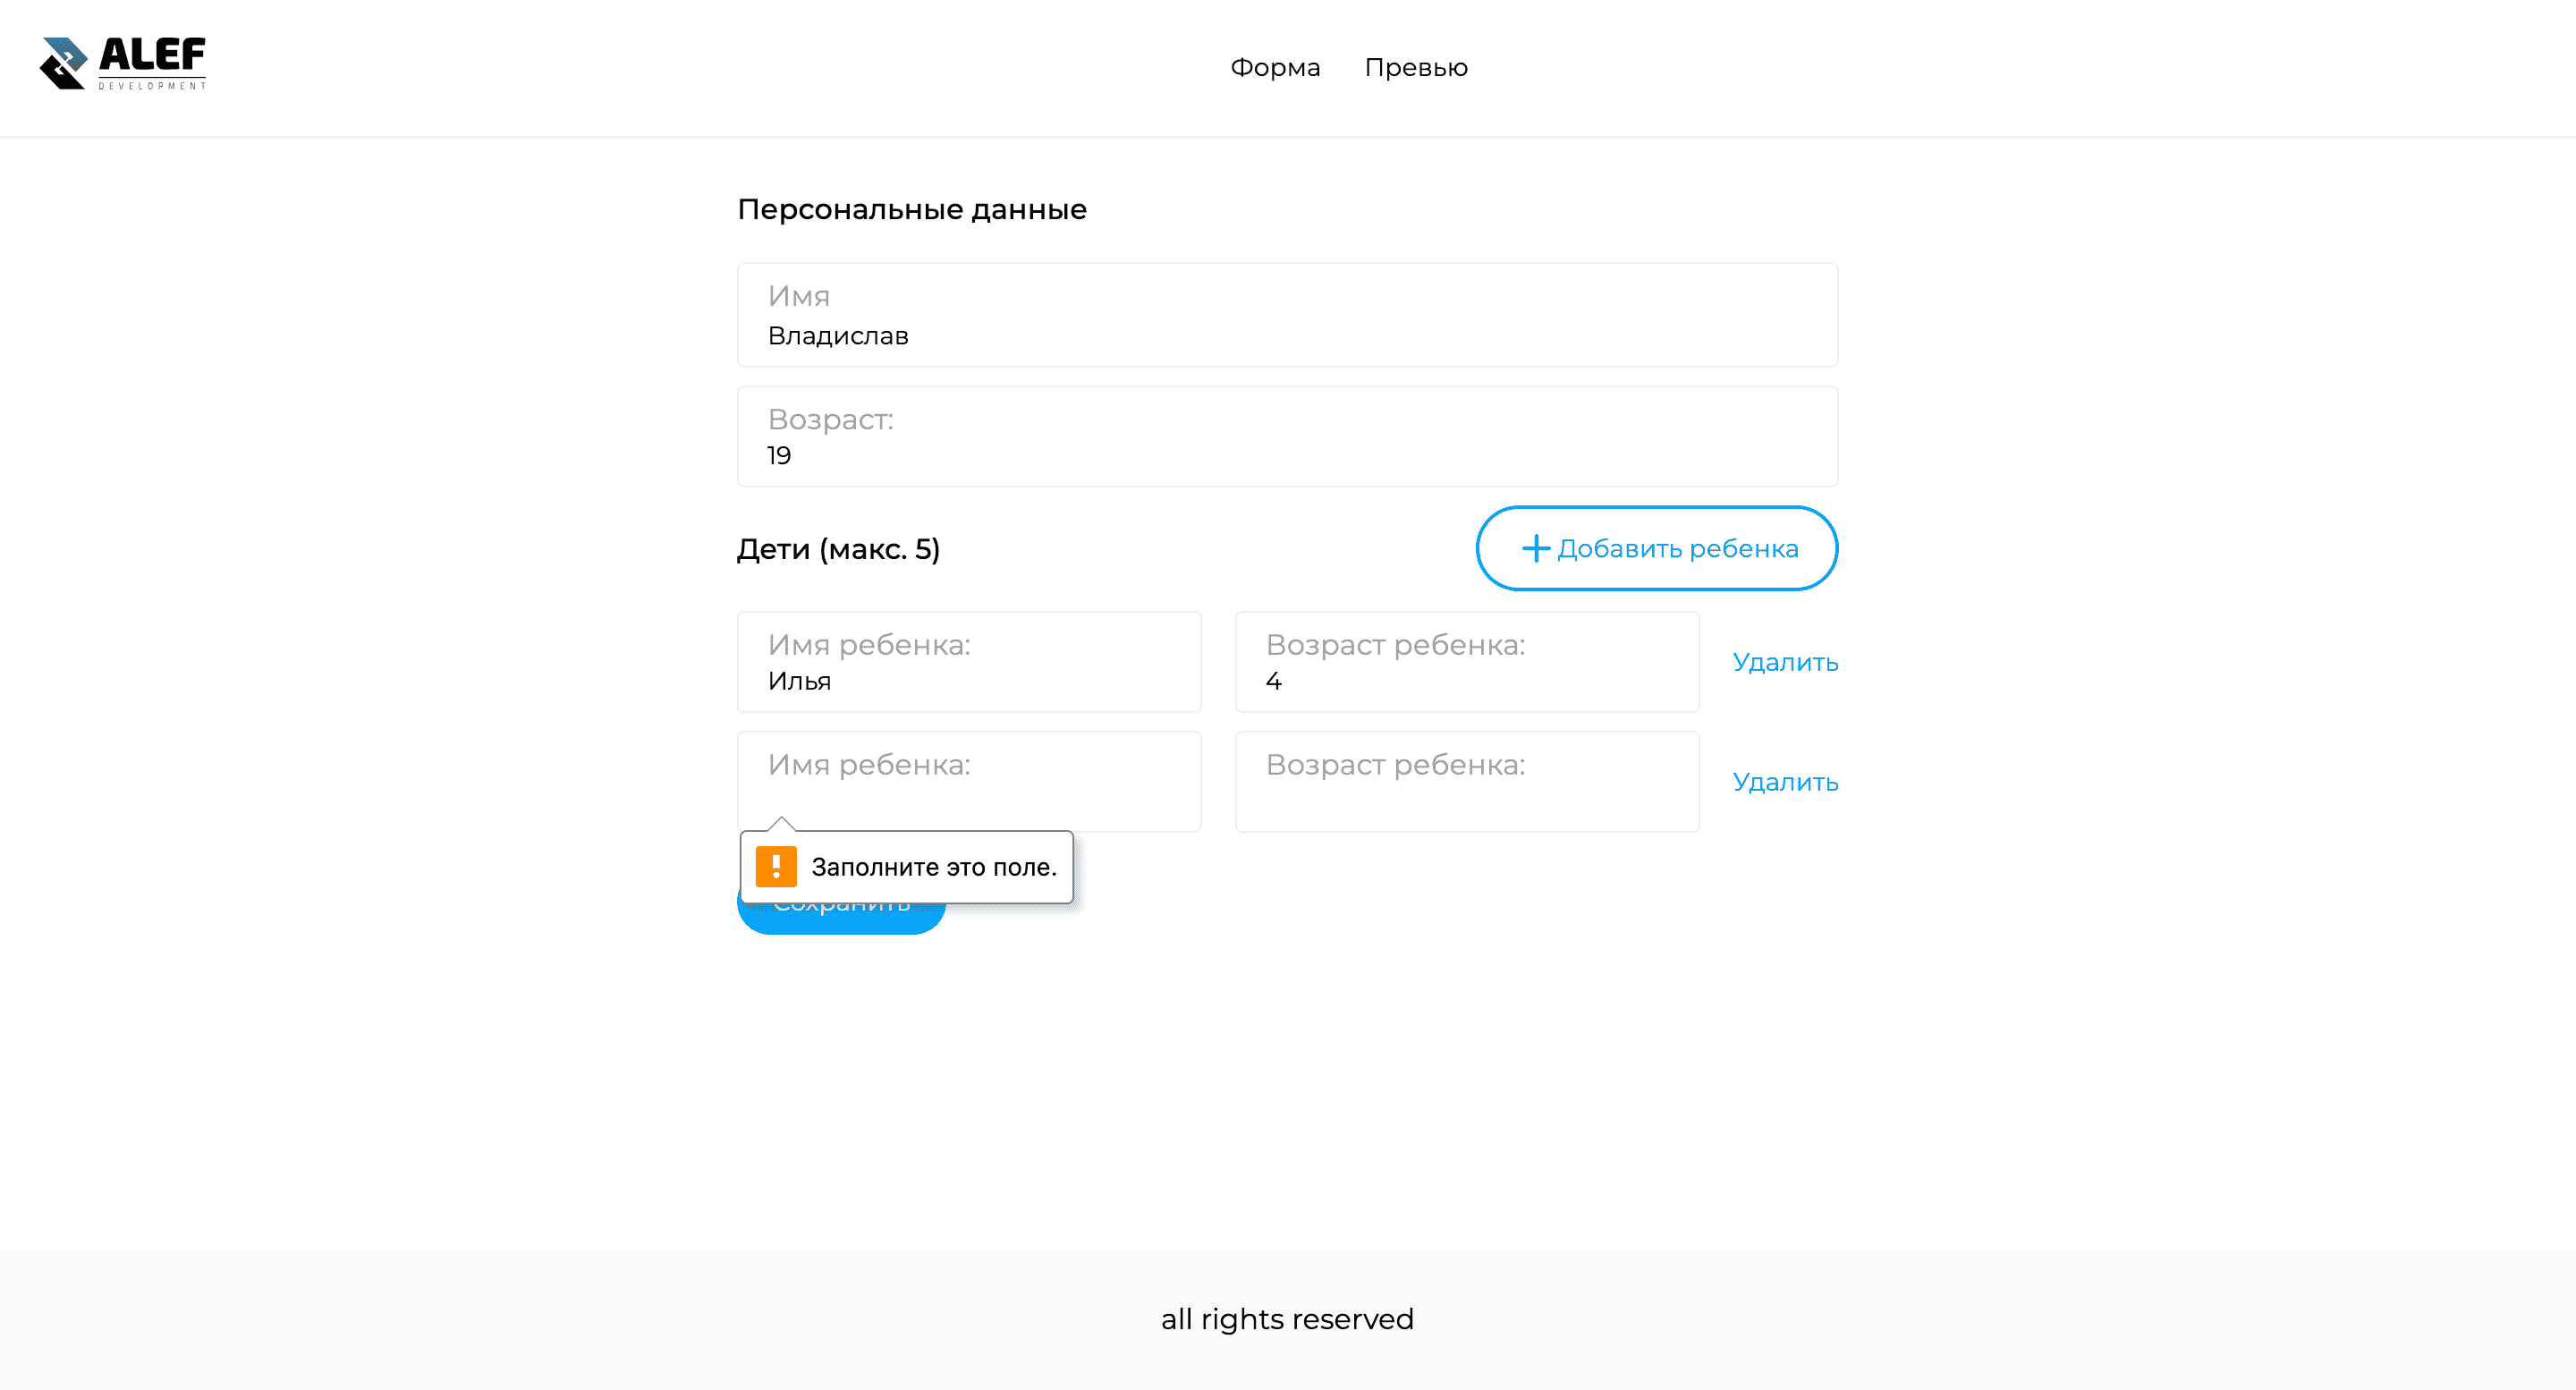 ALEF
DEVELOPMENT
Форма Превью
Персональные данные
Имя
Владислав
Возраст:
19
Дети (макс. 5)
Добавить ребенка
Имя ребенка:
Илья
Возраст ребенка:
4
Удалить
Имя ребенка:
Возраст ребенка:
Удалить
Заполните это поле.
Сохранить
all rights reserved